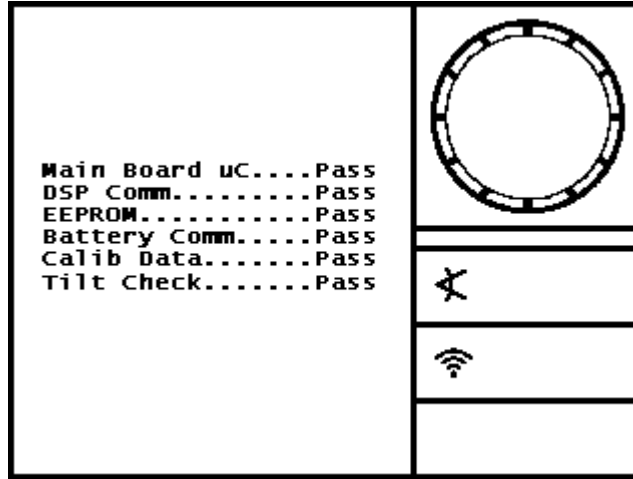 Main Board uC....Pass
DSP Comm.........Pass
EEPROM...........Pass
Battery Comm.....Pass
Calib Data.......Pass
Tilt Check.......Pass